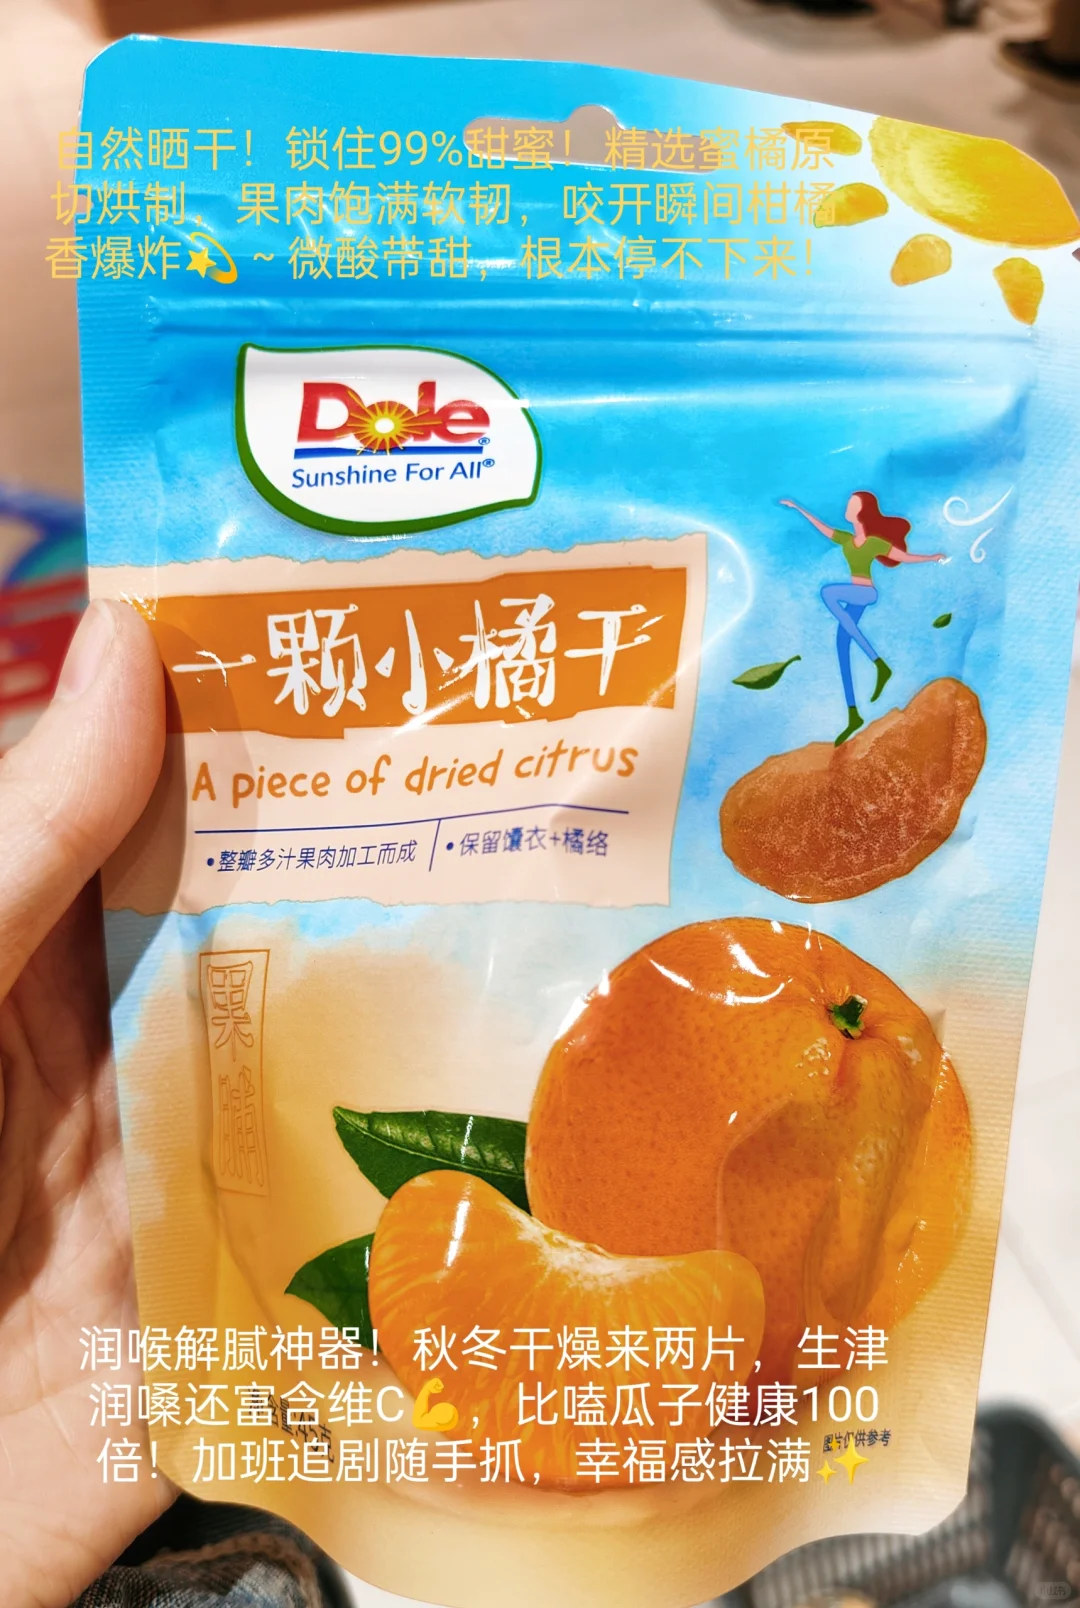 自然晒干！锁住99%甜蜜！精选蜜橘原
切烘制，果肉饱满软韧，咬开瞬间柑橘
香爆炸💫～微酸带甜，根本停不下来！
Dole®
Sunshine For All®
一颗小橘干
A piece of dried citrus
•整瓣多汁果肉加工而成 •保留囊衣+橘络
果脯
润喉解腻神器！秋冬干燥来两片，生津
润嗓还富含维C💪，比嗑瓜子健康100
倍！加班追剧随手抓，幸福感拉满✨
图片仅供参考